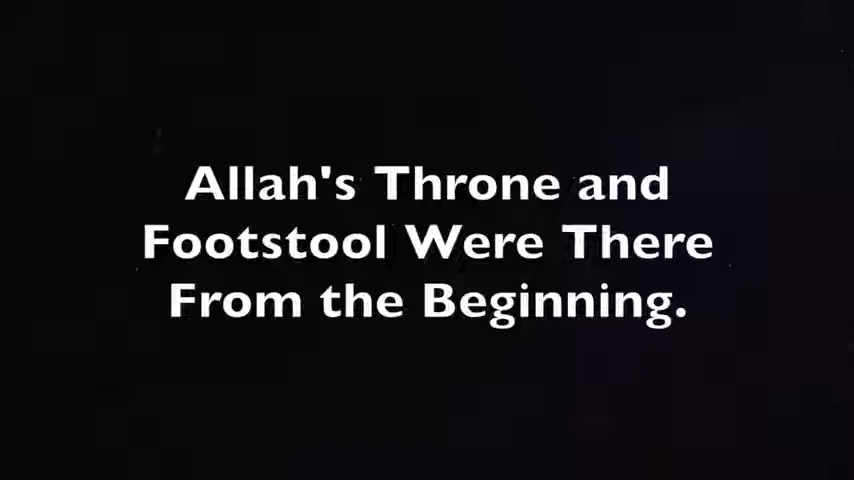 Allah's Throne and
Footstool Were There
From the Beginning.